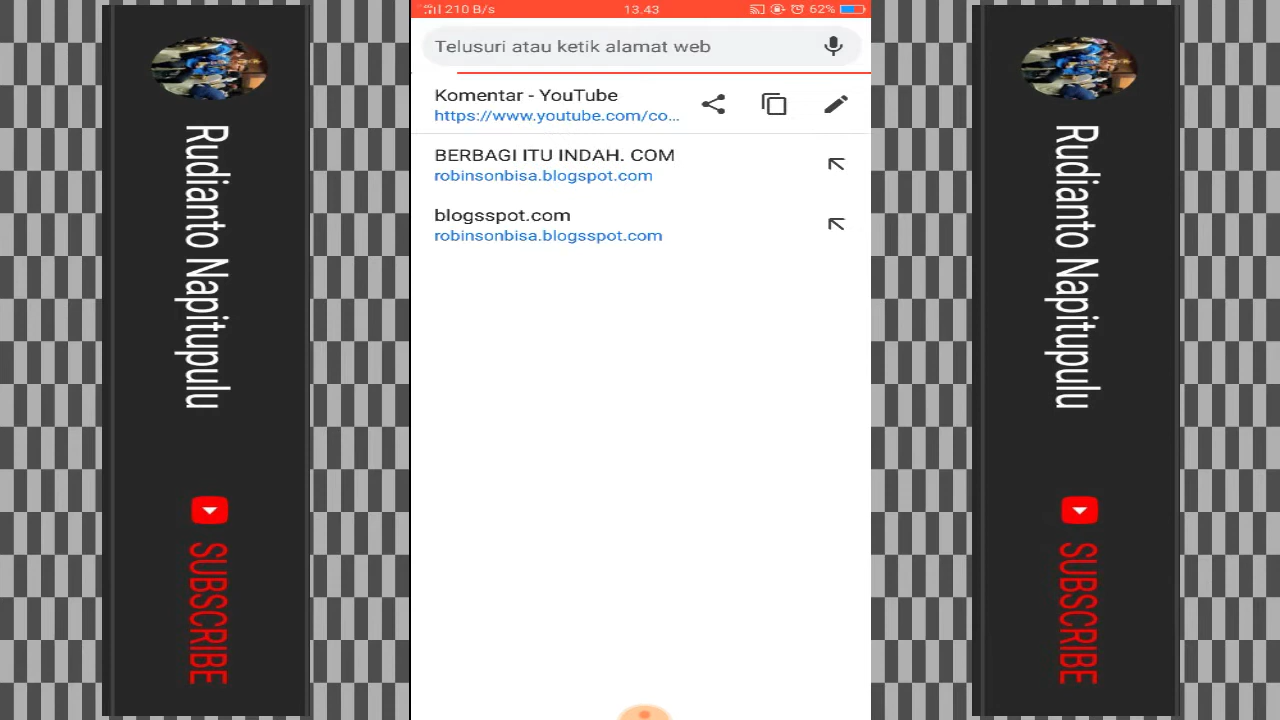 210 B/s
13.43
62%
Telusuri atau ketik alamat web
Komentar - YouTube
https://www.youtube.com/co...
BERBAGI ITU INDAH. COM
robinsonbisa.blogspot.com
blogsspot.com
robinsonbisa.blogsspot.com
Rudianto Napitupulu
SUBSCRIBE
Rudianto Napitupulu
SUBSCRIBE